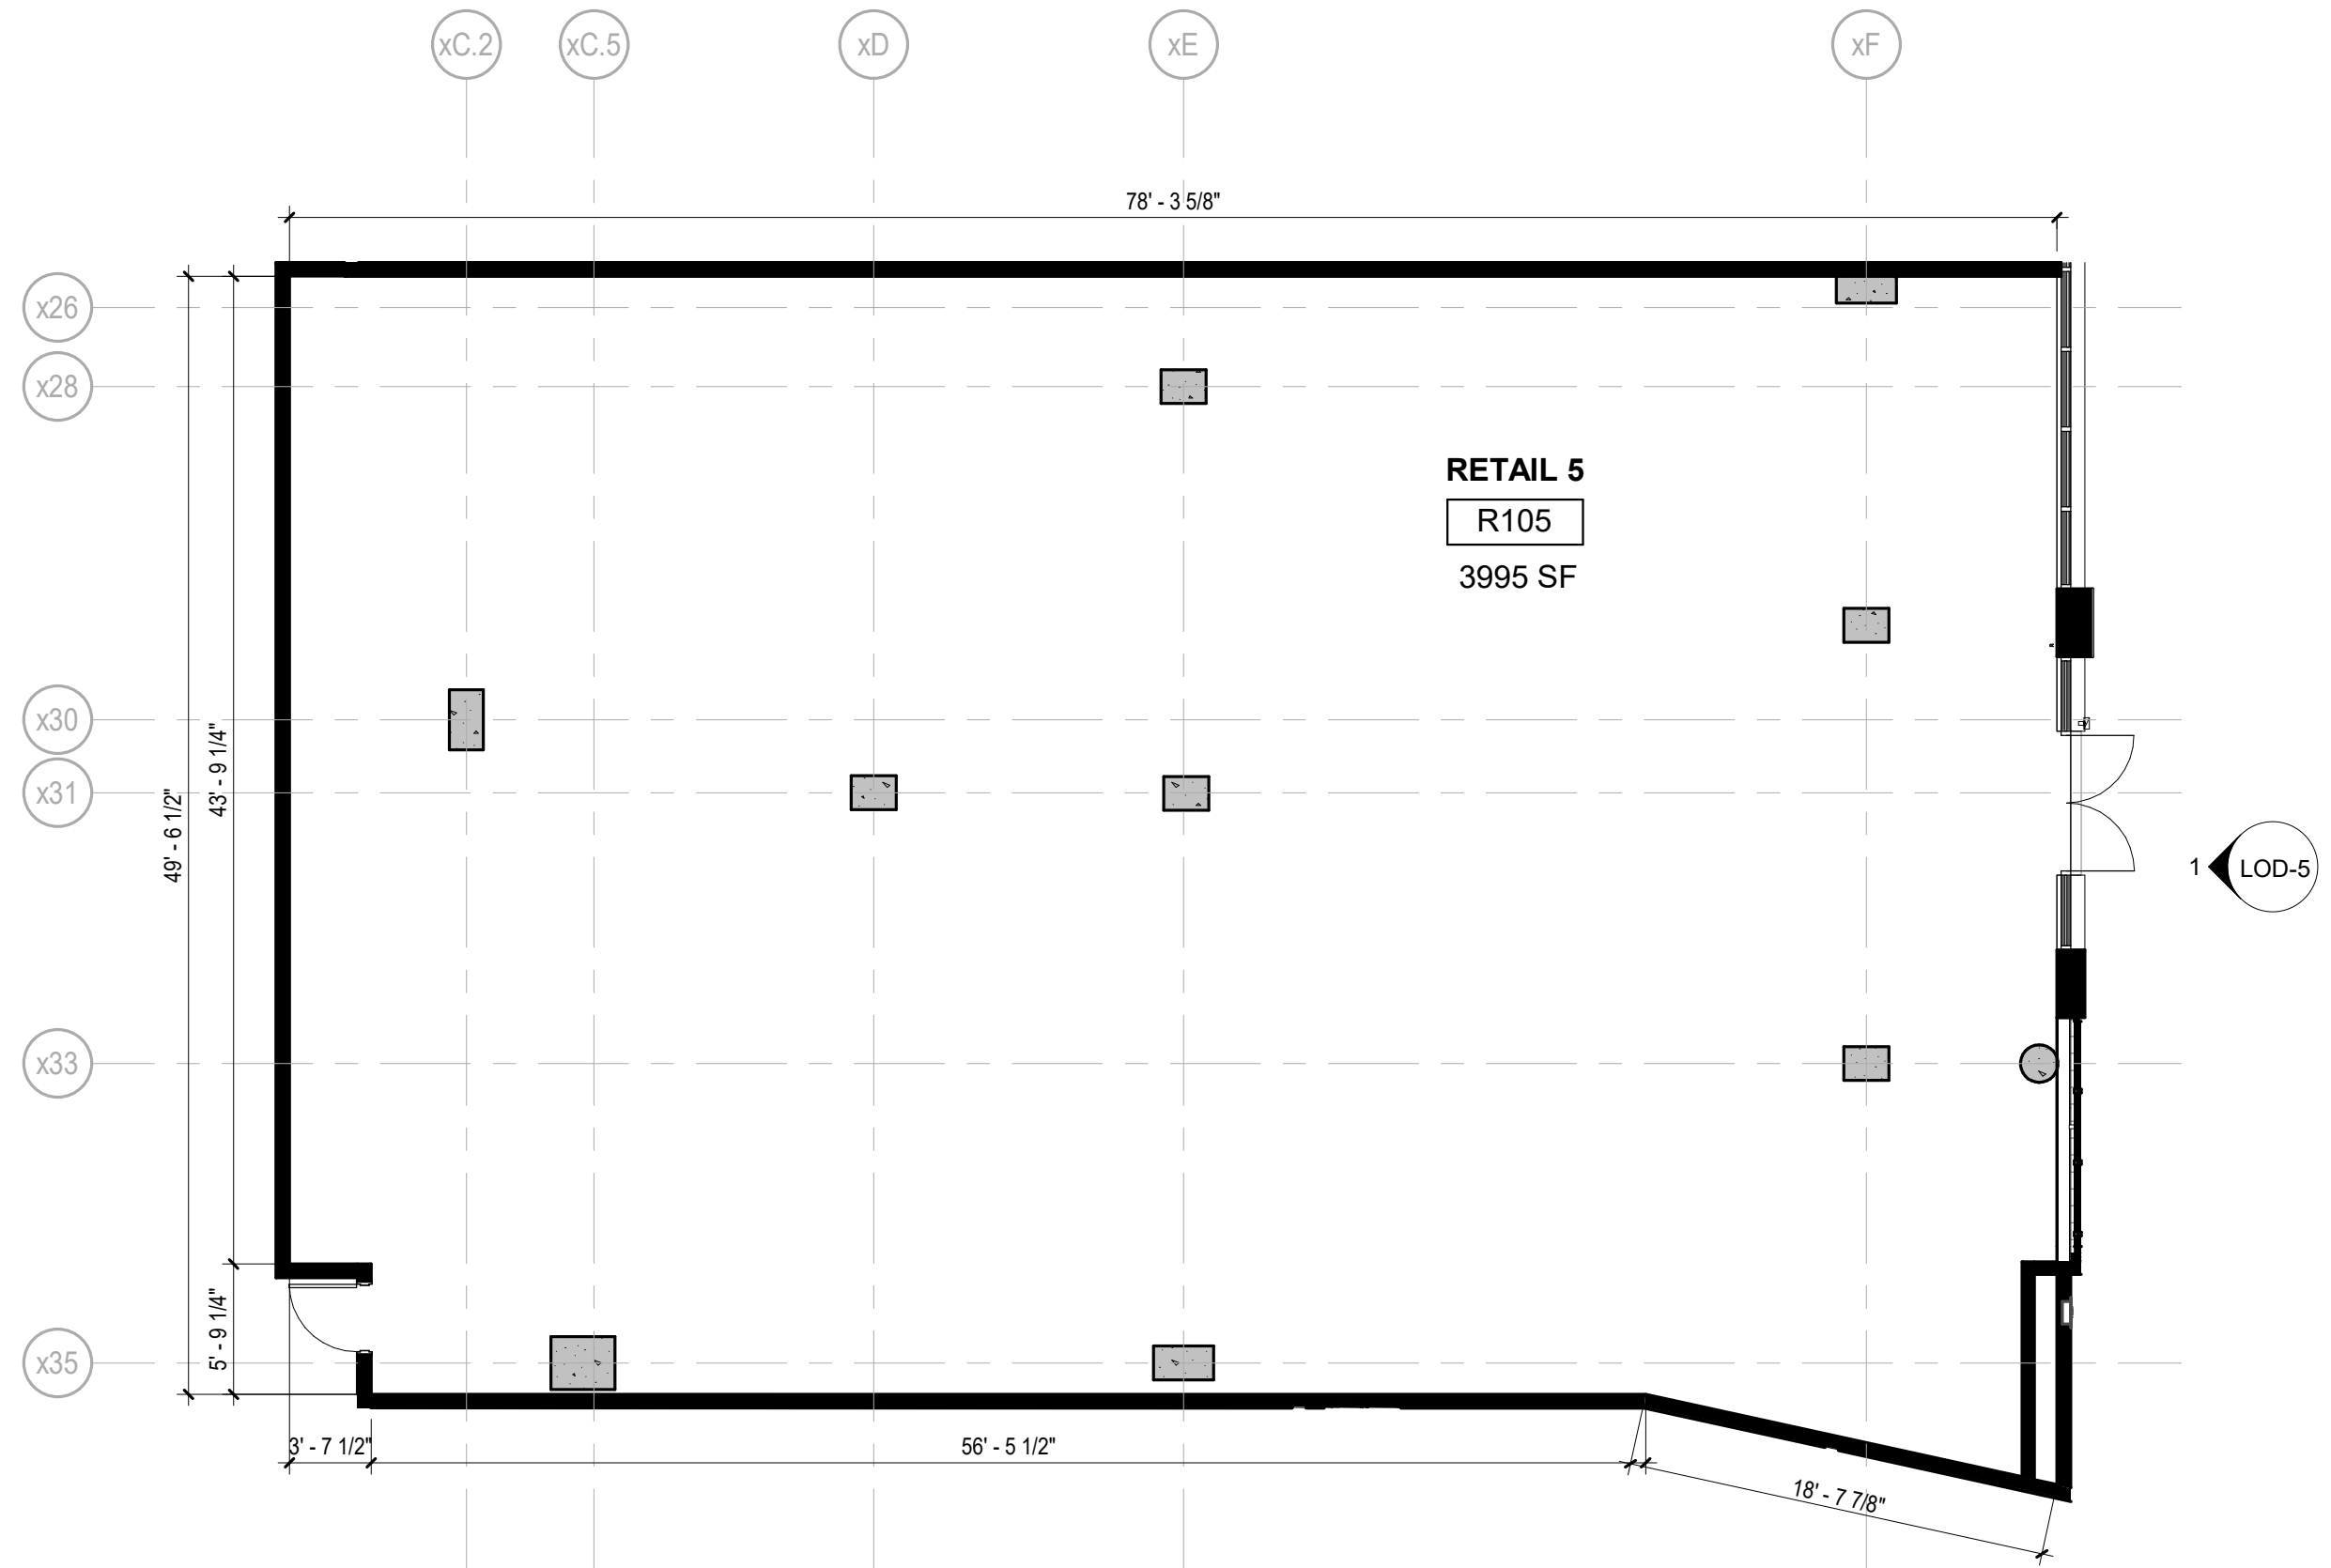 xC.2
xC.5
xD
xE
xF
78' - 3 5/8"
x26
x28
RETAIL 5
R105
3995 SF
x30
x31
43' - 9 1/4"
49' - 6 1/2"
1
LOD-5
x33
5' - 9 1/4"
x35
3' - 7 1/2"
56' - 5 1/2"
18' - 7 7/8"